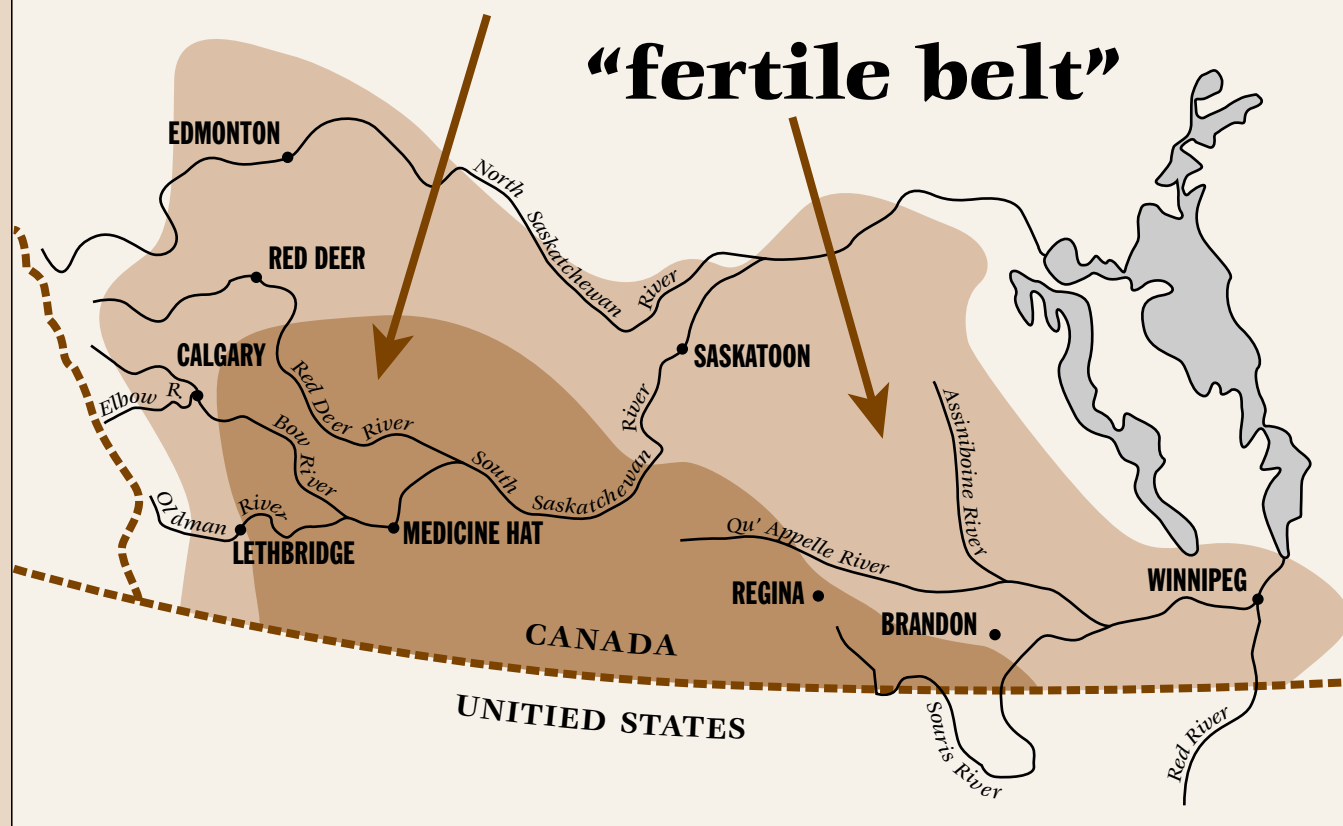 “fertile belt”
EDMONTON
North Saskatchewan River
RED DEER
CALGARY
SASKATOON
Elbow R.
Red Deer River
Bow River
South Saskatchewan River
Assiniboine River
Oldman River
LETHBRIDGE
MEDICINE HAT
Qu’ Appelle River
REGINA
WINNIPEG
BRANDON
CANADA
UNITIED STATES
Souris River
Red River